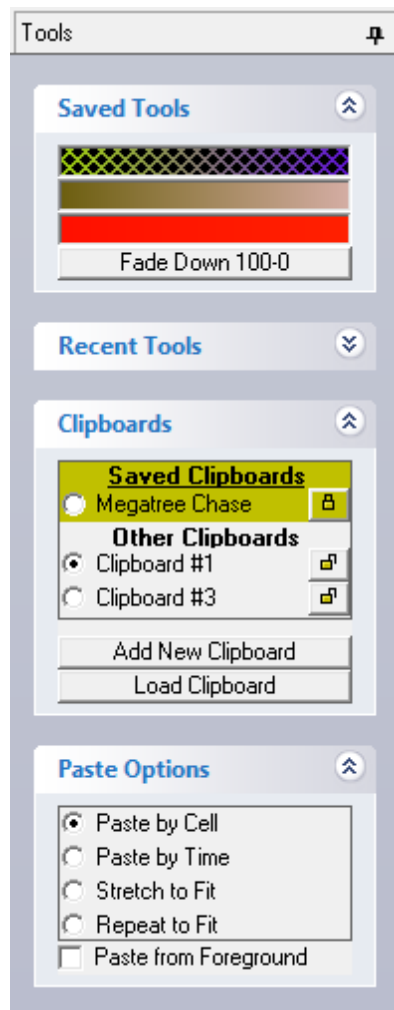 Tools
Saved Tools
Fade Down 100-0
Recent Tools
Clipboards
Saved Clipboards
Megatree Chase
Other Clipboards
Clipboard #1
Clipboard #3
Add New Clipboard
Load Clipboard
Paste Options
Paste by Cell
Paste by Time
Stretch to Fit
Repeat to Fit
Paste from Foreground